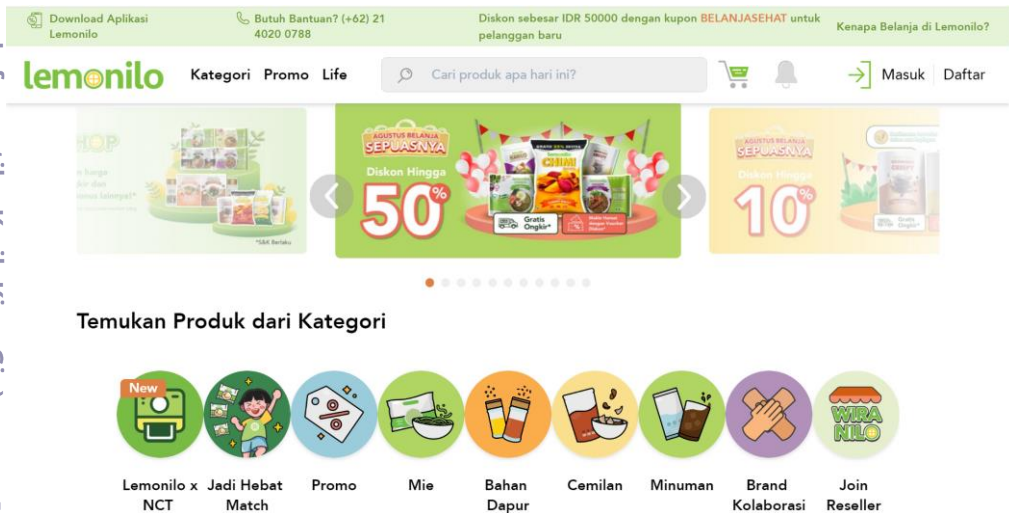 Download Aplikasi
Lemonilo
Butuh Bantuan? (+62) 21
4020 0788
Diskon sebesar IDR 50000 dengan kupon BELANJASEHAT untuk
pelanggan baru
Kenapa Belanja di Lemonilo?
lemonilo
Kategori Promo Life
Cari produk apa hari ini?
Masuk Daftar
HOP
*S&K Berlaku
AGUSTUS BELANJA
SEPUASNYA
Diskon Hingga
50%
CHIMI
Gratis
Ongkir*
AGUSTUS BELANJA
SEPUASNYA
Diskon Hingga
10%
Gratis
Ongkir*
Temukan Produk dari Kategori
New
WIRA
NILO
Lemonilo x
NCT
Jadi Hebat
Match
Promo
Mie
Bahan
Dapur
Cemilan
Minuman
Brand
Kolaborasi
Join
Reseller